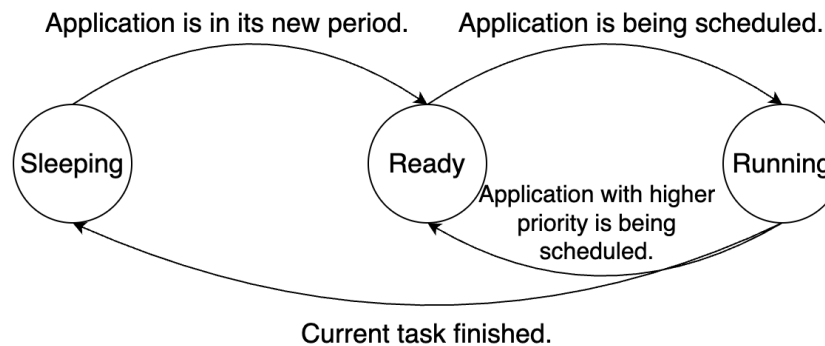 Application is in its new period.
Application is being scheduled.
Sleeping
Ready
Running
Application with higher
priority is being
scheduled.
Current task finished.